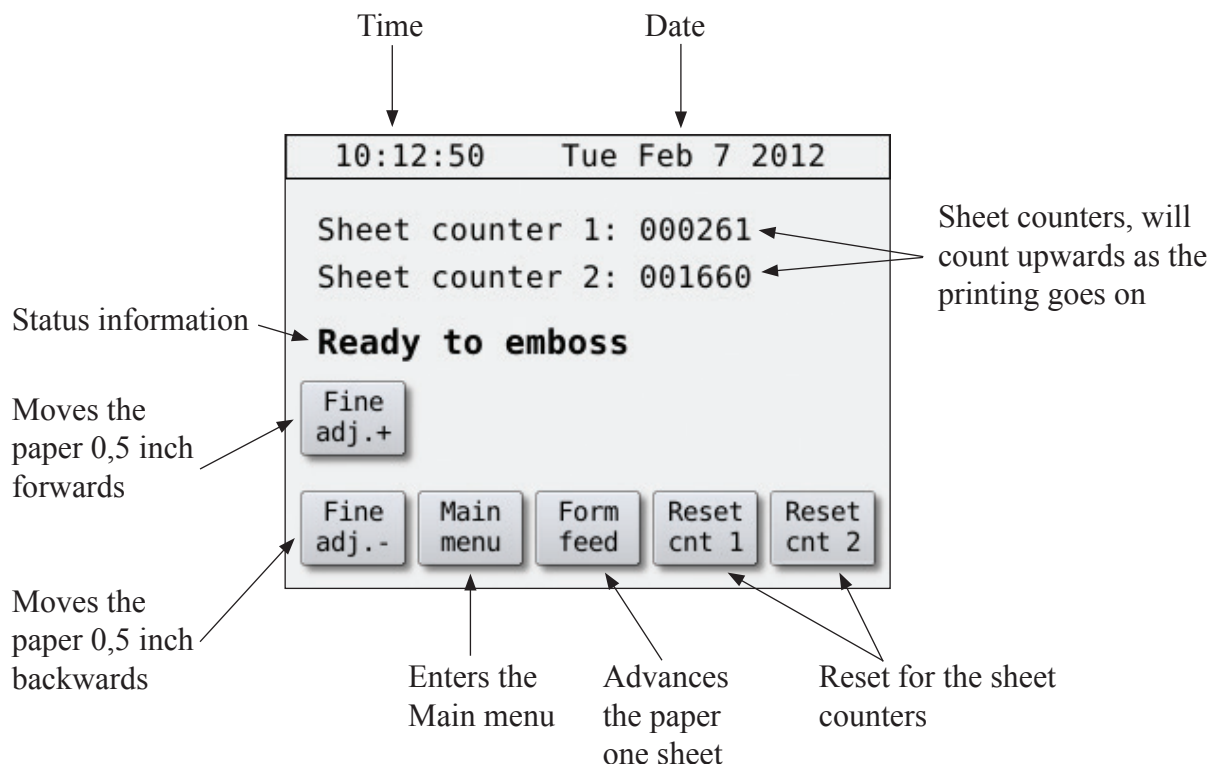 Time
Date
10:12:50 Tue Feb 7 2012
Sheet counter 1: 000261
Sheet counter 2: 001660
Sheet counters, will
count upwards as the
printing goes on
Status information
Ready to emboss
Moves the
paper 0,5 inch
forwards
Fine
adj.+
Fine
adj.-
Main
menu
Form
feed
Reset
cnt 1
Reset
cnt 2
Moves the
paper 0,5 inch
backwards
Enters the
Main menu
Advances
the paper
one sheet
Reset for the sheet
counters